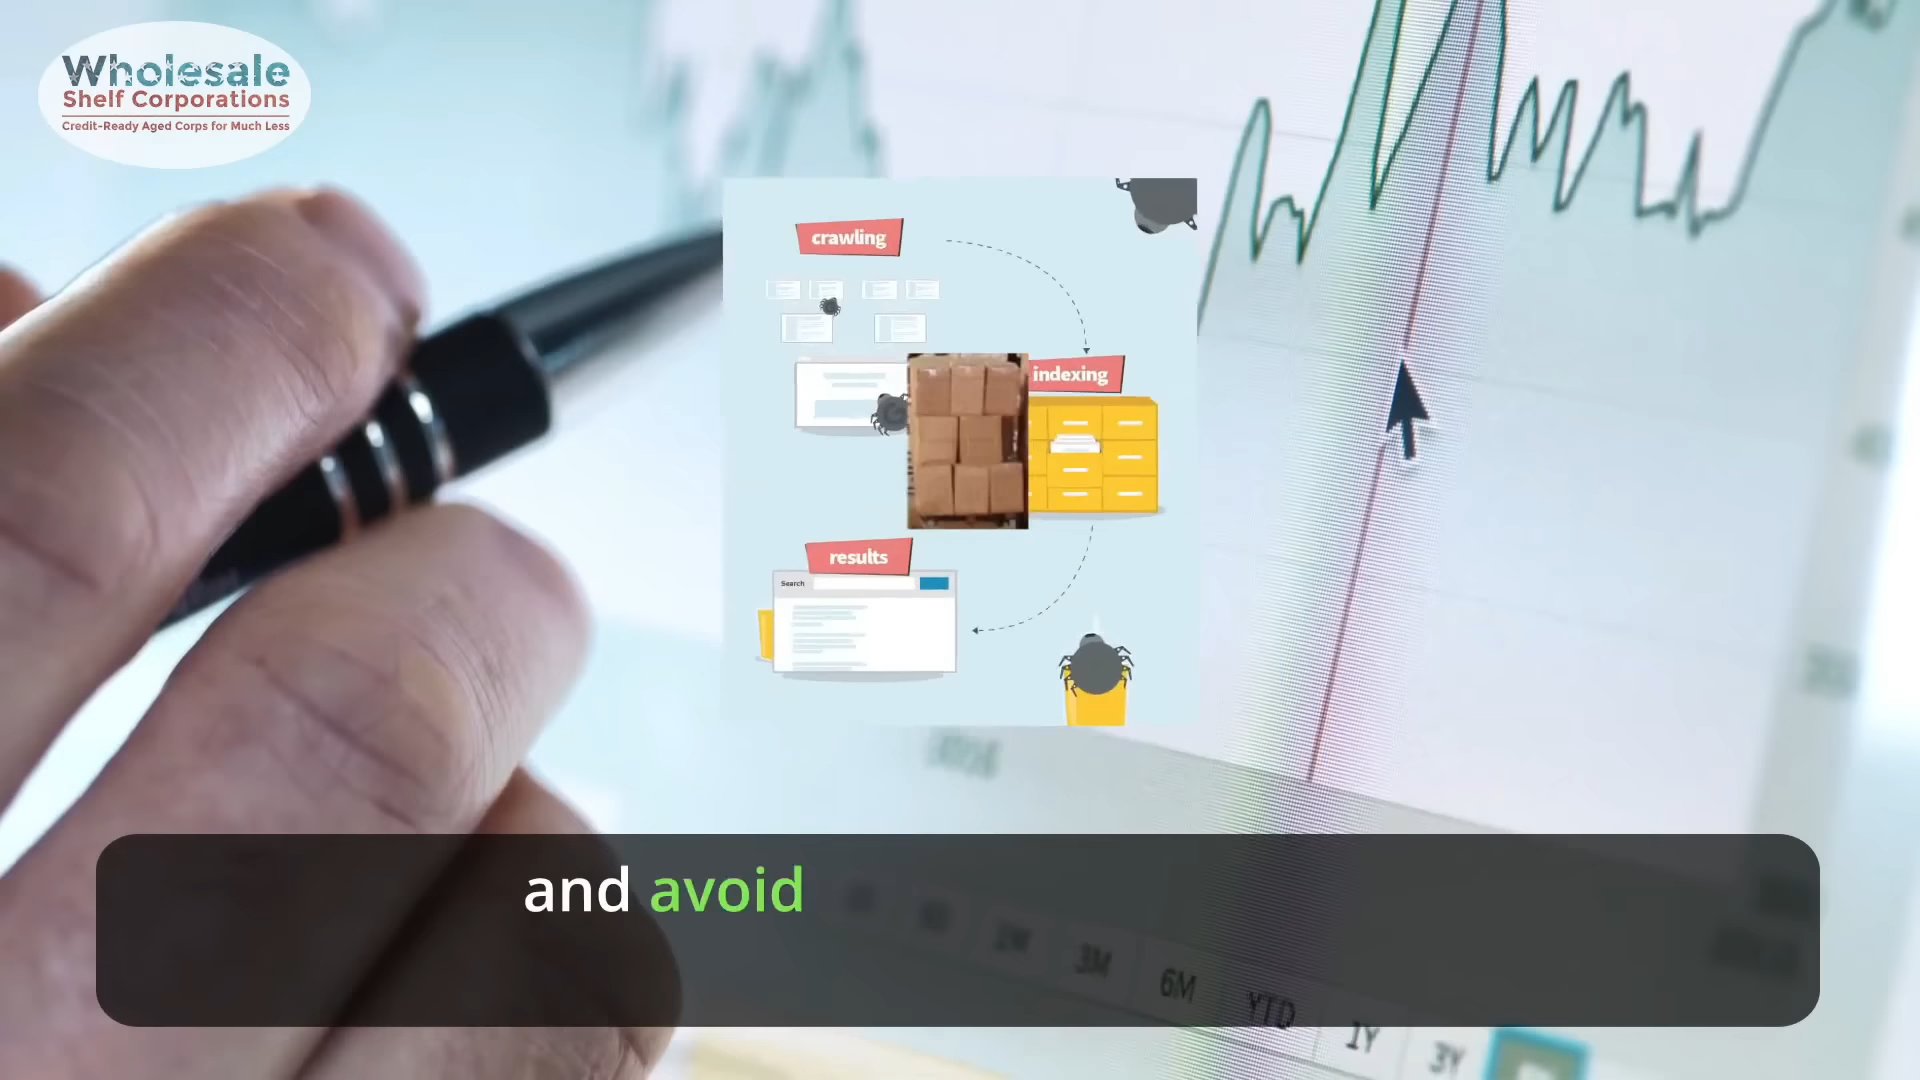 Wholesale
Shelf Corporations
Credit-Ready Aged Corps for Much Less
crawling
indexing
results
Search
and avoid
3M
6M
YTD
1Y
3Y